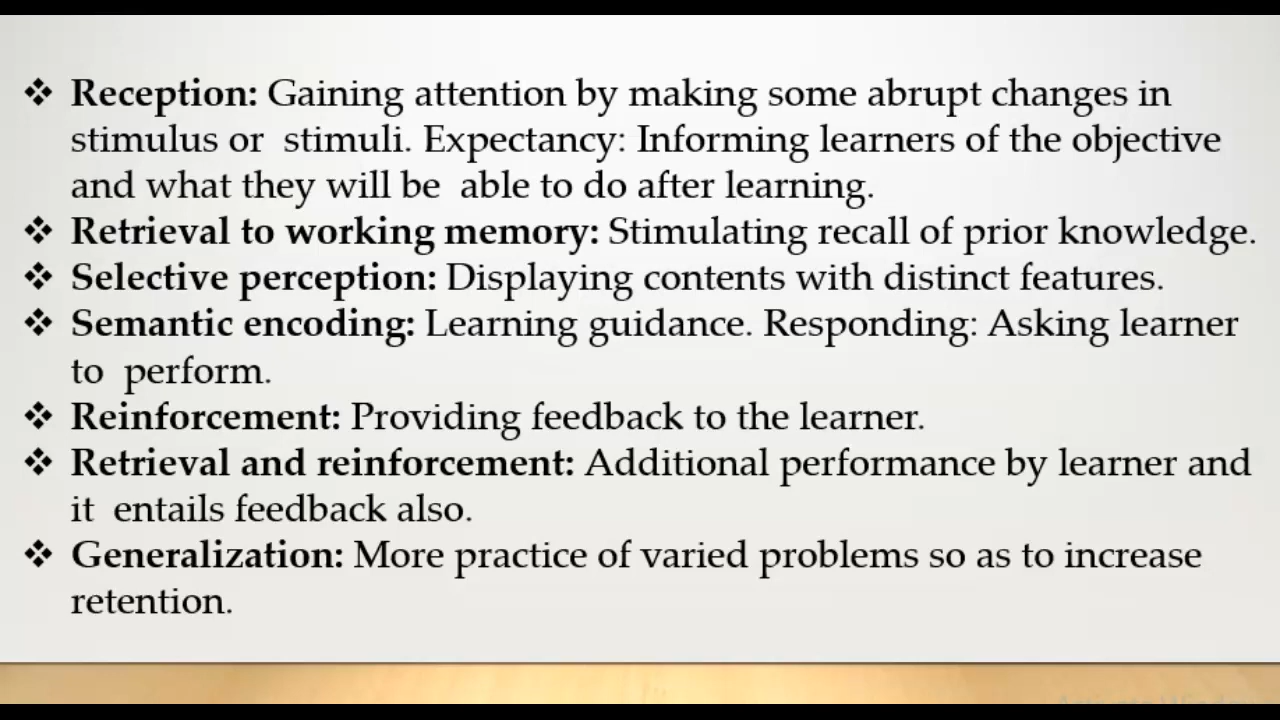 ❖ Reception: Gaining attention by making some abrupt changes in
stimulus or  stimuli. Expectancy: Informing learners of the objective
and what they will be  able to do after learning.
❖ Retrieval to working memory: Stimulating recall of prior knowledge.
❖ Selective perception: Displaying contents with distinct features.
❖ Semantic encoding: Learning guidance. Responding: Asking learner
to  perform.
❖ Reinforcement: Providing feedback to the learner.
❖ Retrieval and reinforcement: Additional performance by learner and
it  entails feedback also.
❖ Generalization: More practice of varied problems so as to increase
retention.